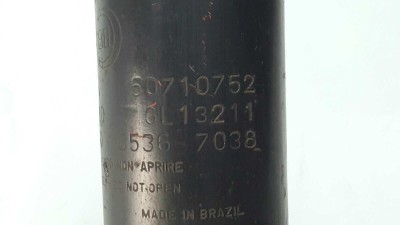 50710752
GL13211
538 7038
NON APRIRE
NOT OPEN
MADE IN BRAZIL